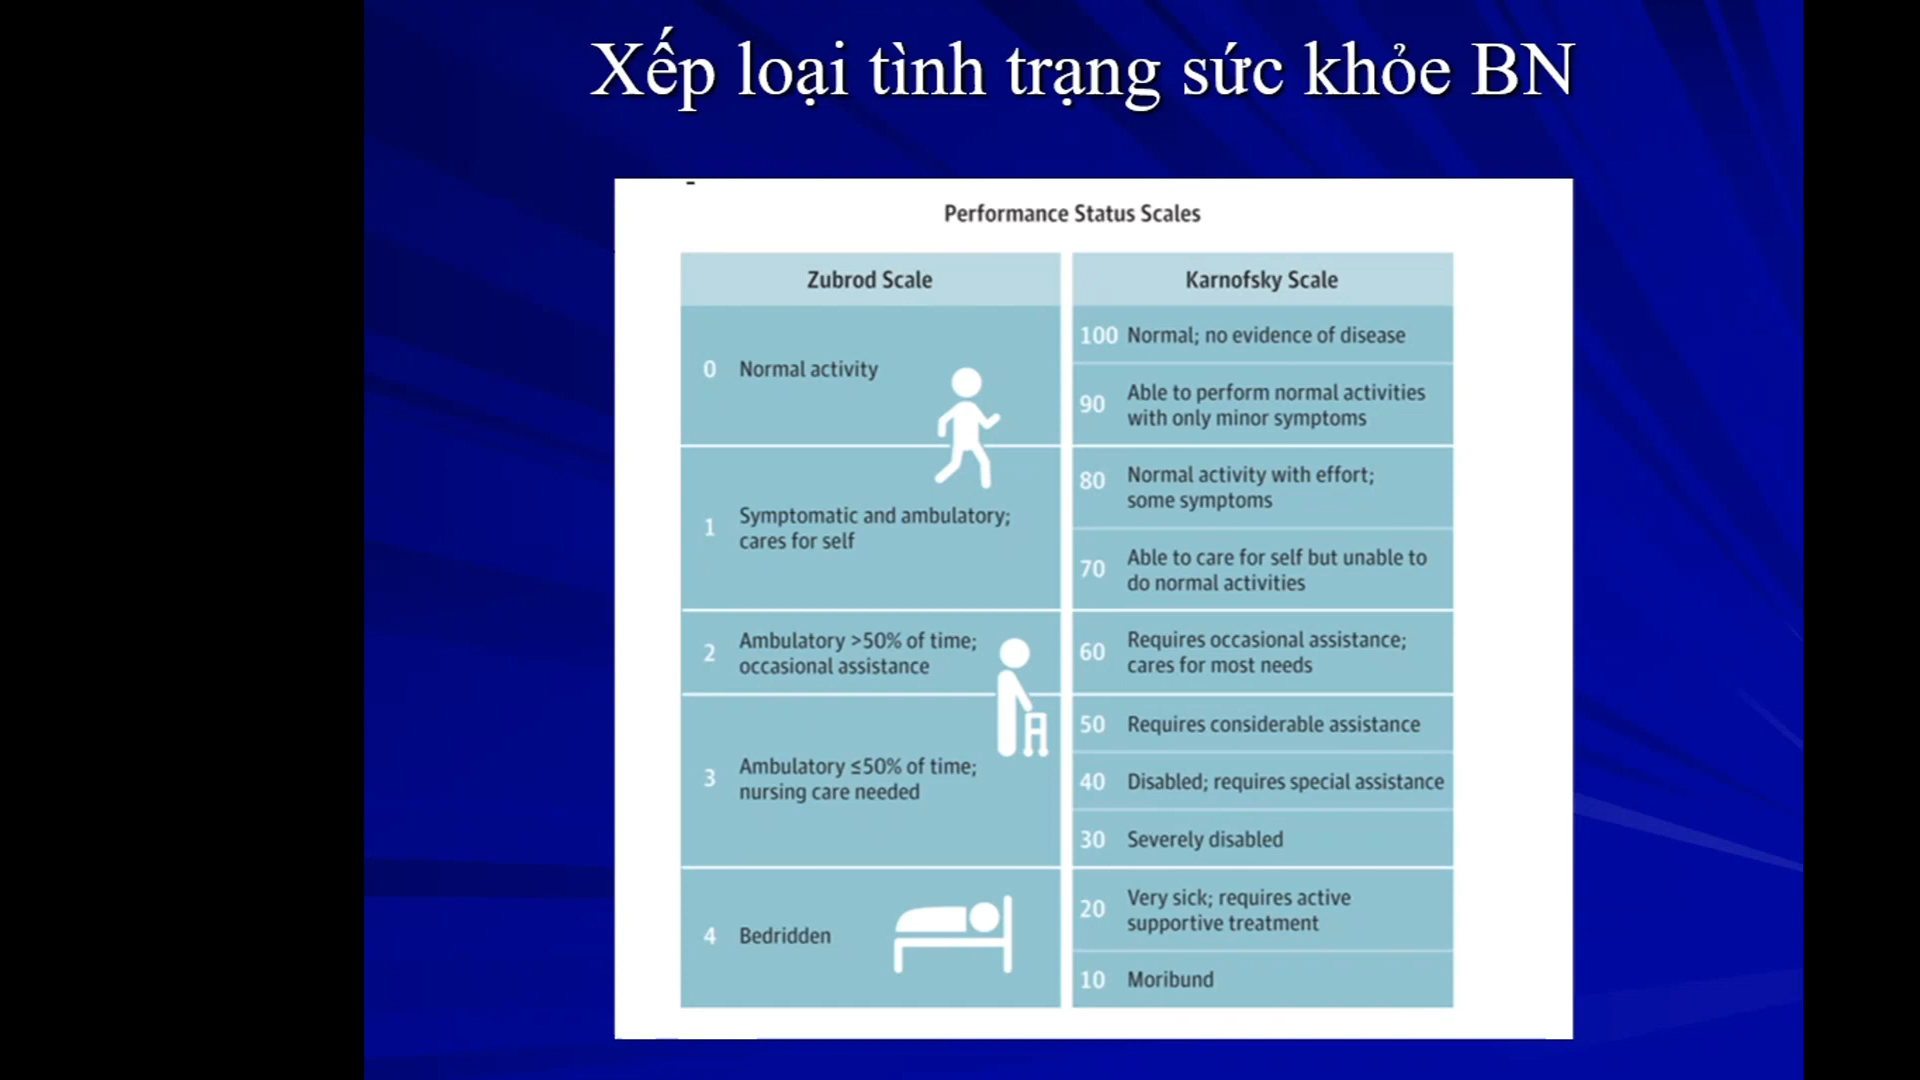 Xếp loại tình trạng sức khỏe BN
Performance Status Scales
Zubrod Scale
0 Normal activity
1 Symptomatic and ambulatory;
cares for self
2 Ambulatory >50% of time;
occasional assistance
3 Ambulatory ≤50% of time;
nursing care needed
4 Bedridden
Karnofsky Scale
100 Normal; no evidence of disease
90 Able to perform normal activities
with only minor symptoms
80 Normal activity with effort;
some symptoms
70 Able to care for self but unable to
do normal activities
60 Requires occasional assistance;
cares for most needs
50 Requires considerable assistance
40 Disabled; requires special assistance
30 Severely disabled
20 Very sick; requires active
supportive treatment
10 Moribund